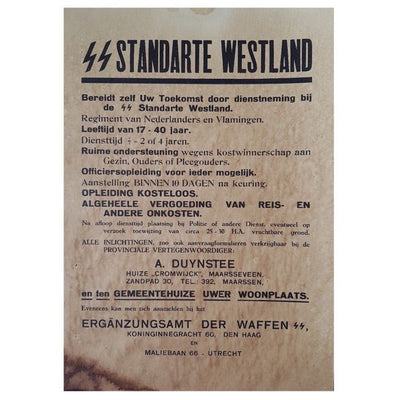 ᛋᛋ STANDARTE WESTLAND
Bereidt zelf Uw Toekomst door dienstneming bij
de ᛋᛋ Standarte Westland.
Regiment van Nederlanders en Vlamingen.
Leeftijd van 17 - 40 jaar.
Diensttijd ½ - 2 of 4 jaren.
Ruime ondersteuning wegens kostwinnerschap aan
Gezin, Ouders of Pleegouders.
Officiersopleiding voor ieder mogelijk.
Aanstelling BINNEN 10 DAGEN na keuring.
OPLEIDING KOSTELOOS.
ALGEHEELE VERGOEDING VAN REIS- EN
ANDERE ONKOSTEN.
Na afloop diensttijd plaatsing bij Politie of andere Dienst, eventueel op
verzoek toewijzing van circa 25 - 30 H.A. vruchtbare grond.
ALLE INLICHTINGEN, zoo ook aanvraagformulieren verkrijgbaar bij de
PROVINCIALE VERTEGENWOORDIGER:
A. DUYNSTEE
HUIZE „CROMWIJCK", MAARSSEVEEN,
ZANDPAD 30, TEL. 392, MAARSSEN,
en ten GEMEENTEHUIZE UWER WOONPLAATS.
Eveneens kan men zich aanmelden bij het
ERGÄNZUNGSAMT DER WAFFEN ᛋᛋ,
KONINGINNEGRACHT 60, DEN HAAG
EN
MALIEBAAN 66 - UTRECHT